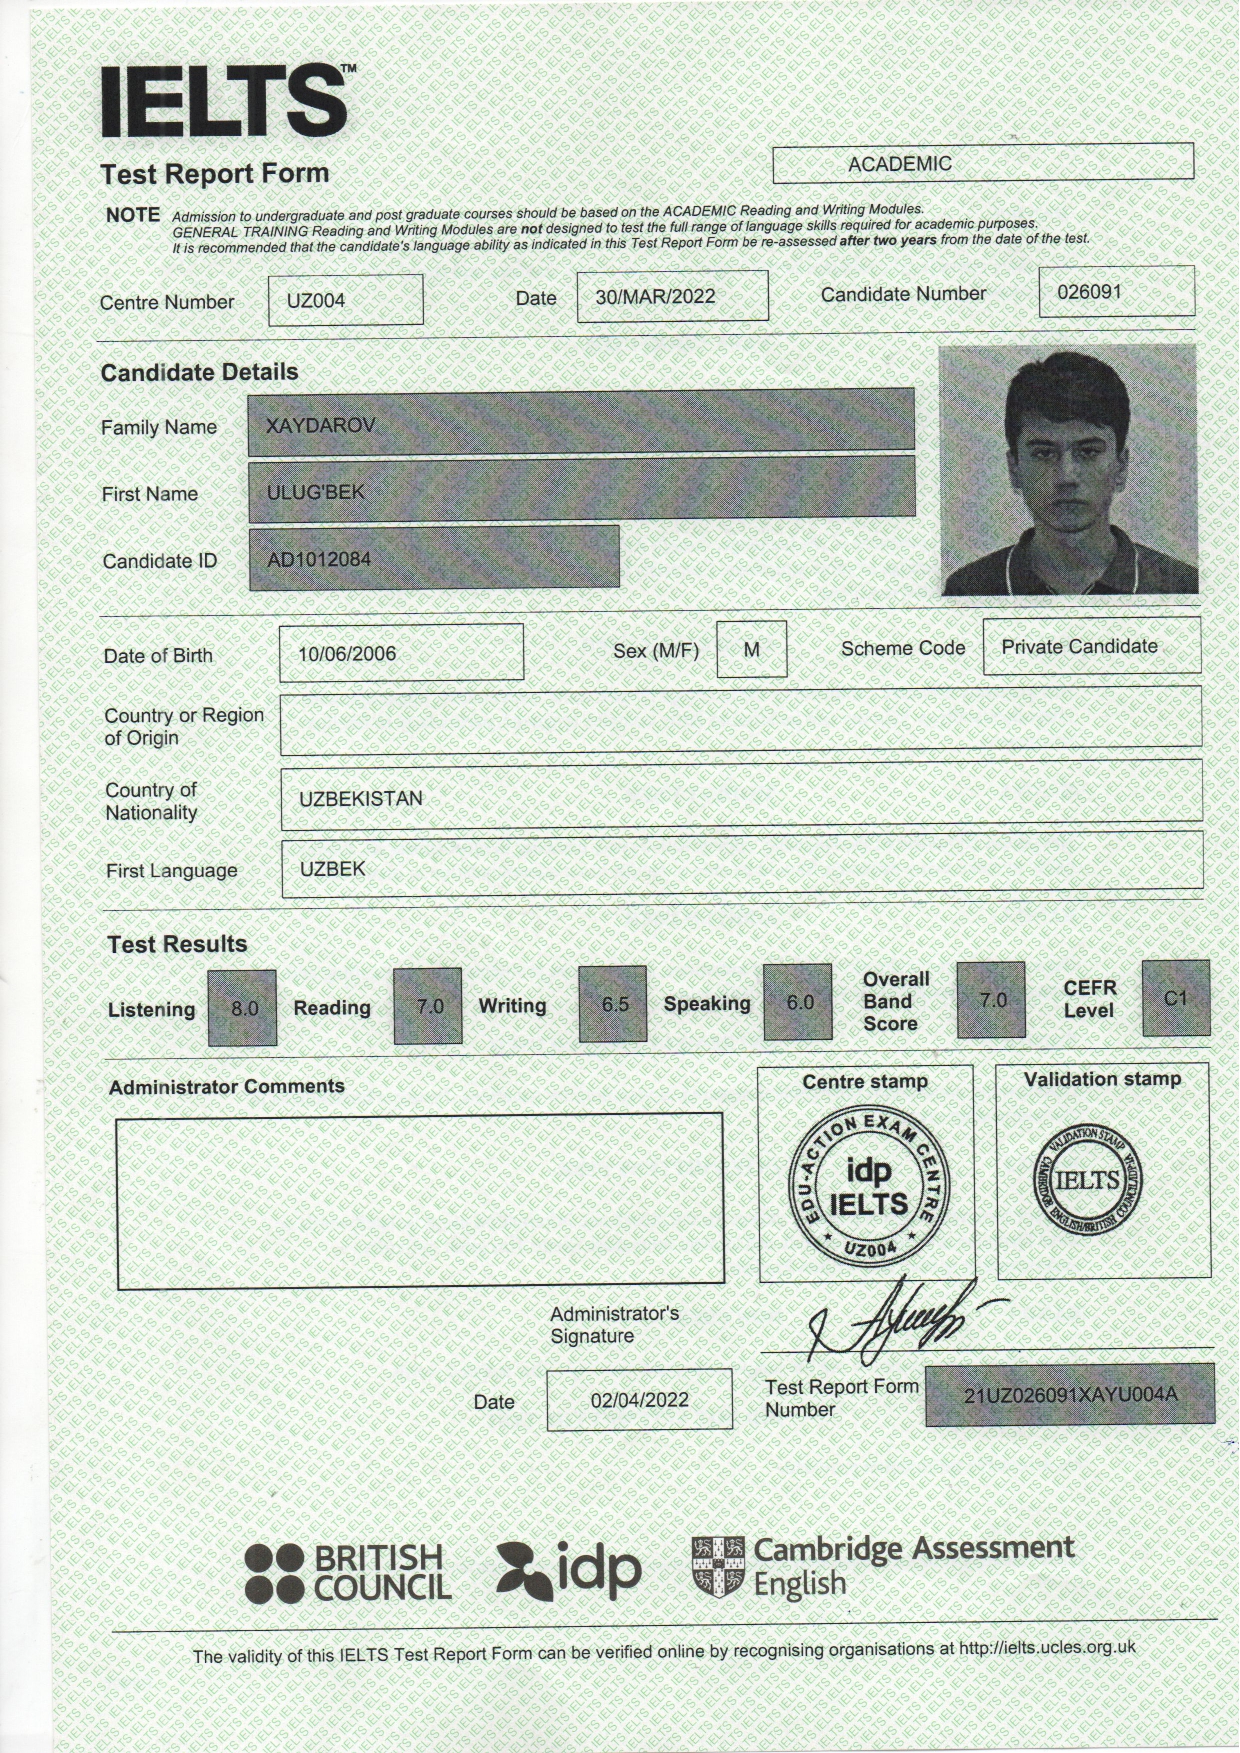 IELTS™
Test Report Form
ACADEMIC
NOTE Admission to undergraduate and post graduate courses should be based on the ACADEMIC Reading and Writing Modules.
GENERAL TRAINING Reading and Writing Modules are not designed to test the full range of language skills required for academic purposes.
It is recommended that the candidate's language ability as indicated in this Test Report Form be re-assessed after two years from the date of the test.
Centre Number UZ004 Date 30/MAR/2022 Candidate Number 026091
Candidate Details
Family Name XAYDAROV
First Name ULUG'BEK
Candidate ID AD1012084
Date of Birth 10/06/2006 Sex (M/F) M Scheme Code Private Candidate
Country or Region
of Origin
Country of
Nationality
UZBEKISTAN
First Language UZBEK
Test Results
Listening 8.0 Reading 7.0 Writing 6.5 Speaking 6.0 Overall Band Score 7.0 CEFR Level C1
Administrator Comments
Centre stamp
EDU-ACTION EXAM CENTRE
idp
IELTS
UZ004
Validation stamp
VALIDATION STAMP
IELTS
CAMBRIDGE ENGLISH/BRITISH COUNCIL/IDP:IA
Administrator's
Signature
Date 02/04/2022
Test Report Form
Number
21UZ026091XAYU004A
BRITISH
COUNCIL
idp
Cambridge Assessment
English
The validity of this IELTS Test Report Form can be verified online by recognising organisations at http://ielts.ucles.org.uk